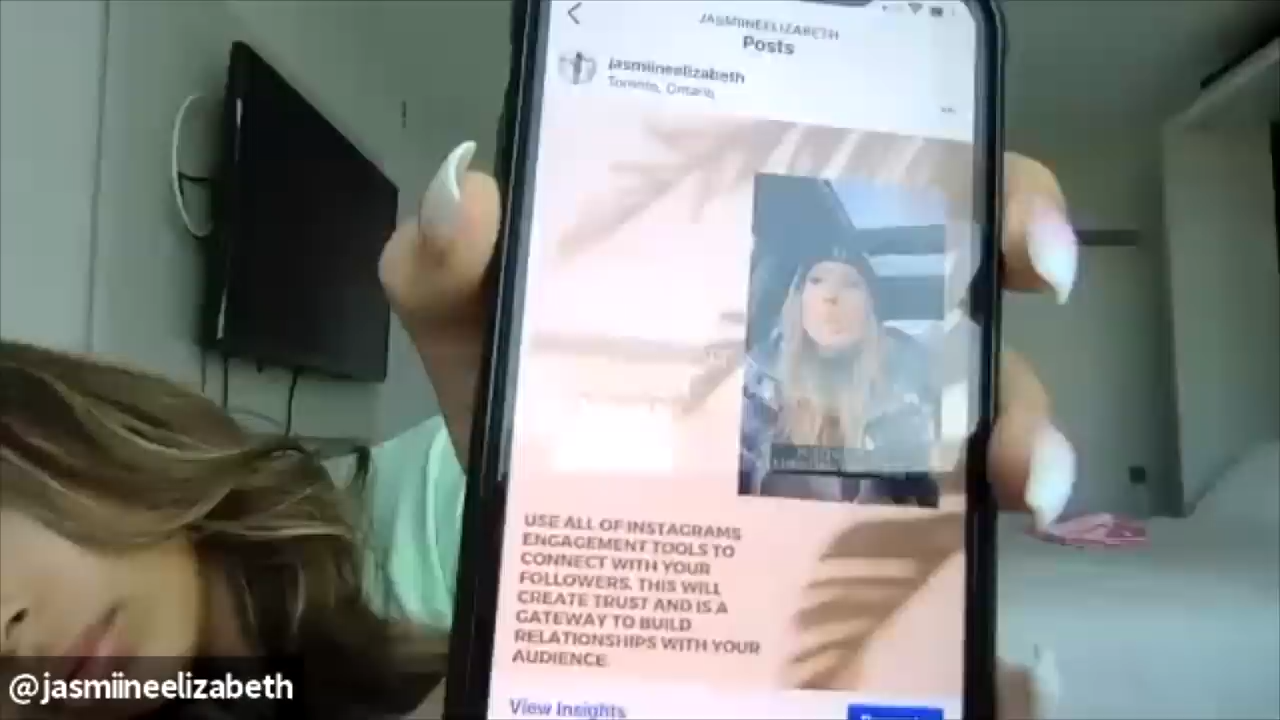 JASMIINEELIZABETH
Posts
jasmiineelizabeth
Toronto, Ontario
USE ALL OF INSTAGRAMS
ENGAGEMENT TOOLS TO
CONNECT WITH YOUR
FOLLOWERS. THIS WILL
CREATE TRUST AND IS A
GATEWAY TO BUILD
RELATIONSHIPS WITH YOUR
AUDIENCE.
View Insights
@jasmiineelizabeth